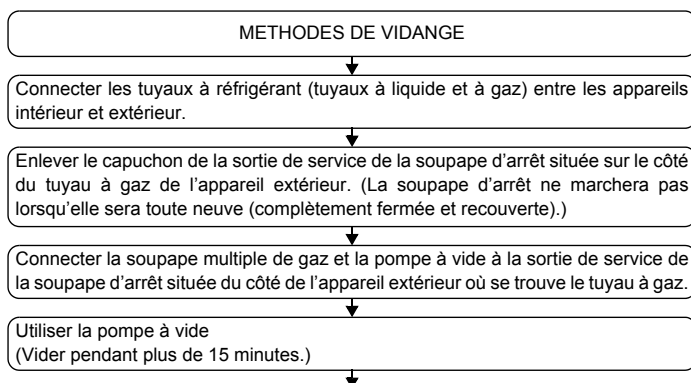 METHODES DE VIDANGE
Connecter les tuyaux à réfrigérant (tuyaux à liquide et à gaz) entre les appareils
intérieur et extérieur.
Enlever le capuchon de la sortie de service de la soupape d'arrêt située sur le côté
du tuyau à gaz de l'appareil extérieur. (La soupape d'arrêt ne marchera pas
lorsqu'elle sera toute neuve (complètement fermée et recouverte).)
Connecter la soupape multiple de gaz et la pompe à vide à la sortie de service de
la soupape d'arrêt située du côté de l'appareil extérieur où se trouve le tuyau à gaz.
Utiliser la pompe à vide
(Vider pendant plus de 15 minutes.)